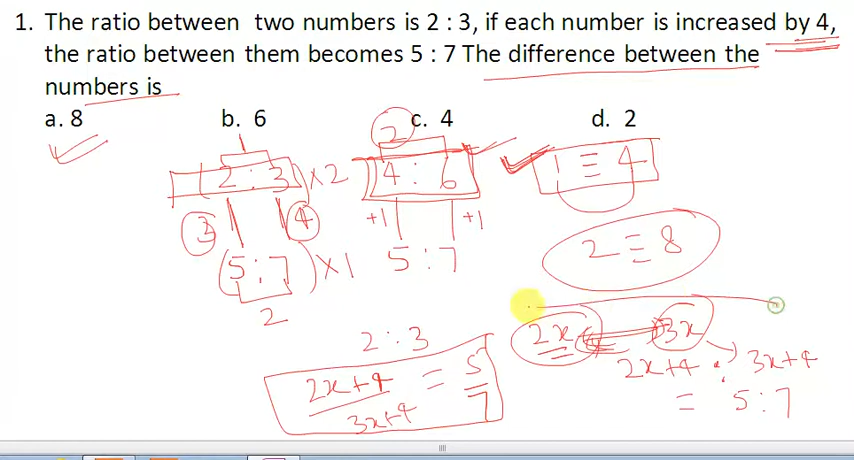 1. The ratio between two numbers is 2 : 3, if each number is increased by 4,
the ratio between them becomes 5 : 7 The difference between the
numbers is
a. 8 b. 6 c. 4 d. 2
1 2
(2 : 3) ×2 4 : 6 1 ≡ 4
3 4 +1 +1
(5 : 7) ×1 5 : 7 2 ≡ 8
2
2 : 3 2x 3x
2x+4 : 3x+4
2x+4 = 5
3x+4 7
= 5 : 7